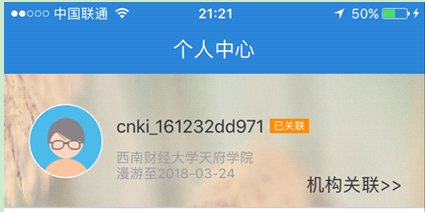 中国联通 21:21 50%
个人中心
cnki_161232dd971 已关联
西南财经大学天府学院
漫游至2018-03-24
机构关联>>